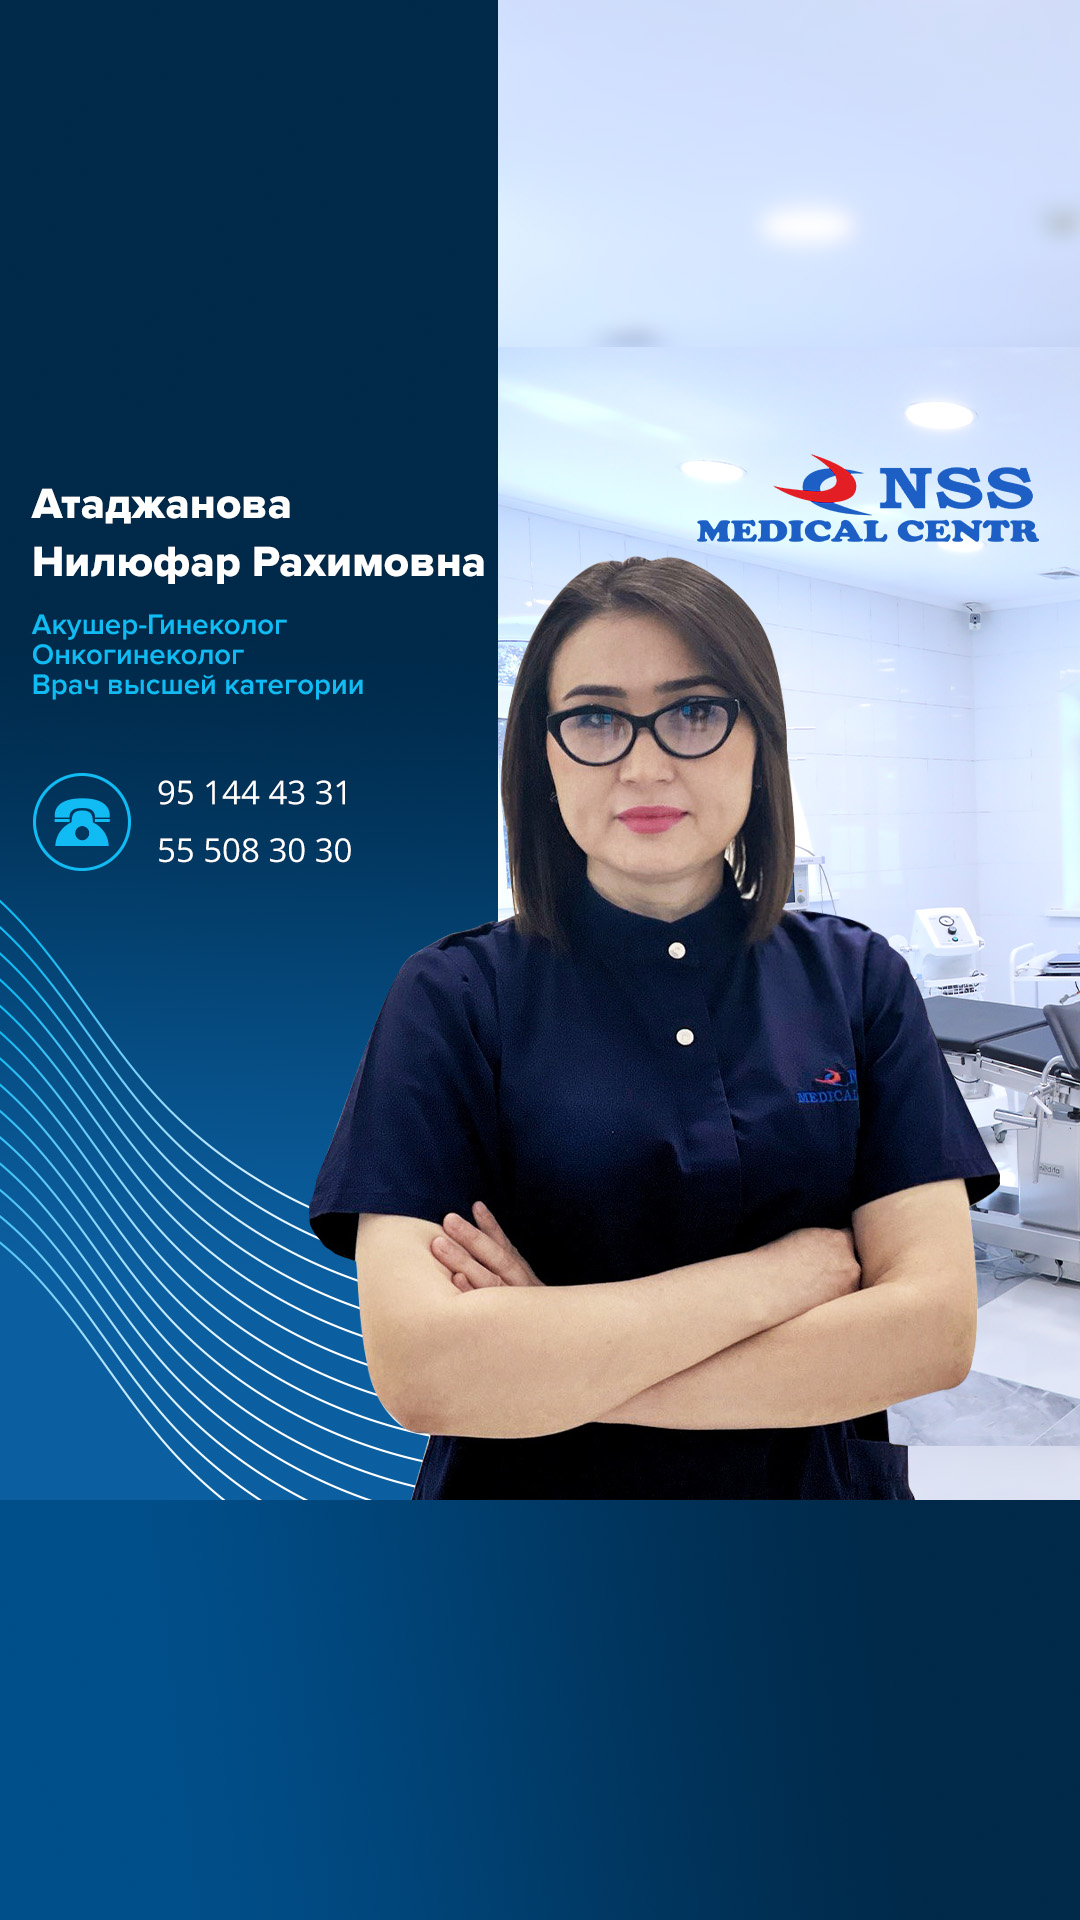 Атаджанова
Нилюфар Рахимовна
Акушер-Гинеколог
Онкогинеколог
Врач высшей категории
95 144 43 31
55 508 30 30
NSS
MEDICAL CENTR
MEDICAL